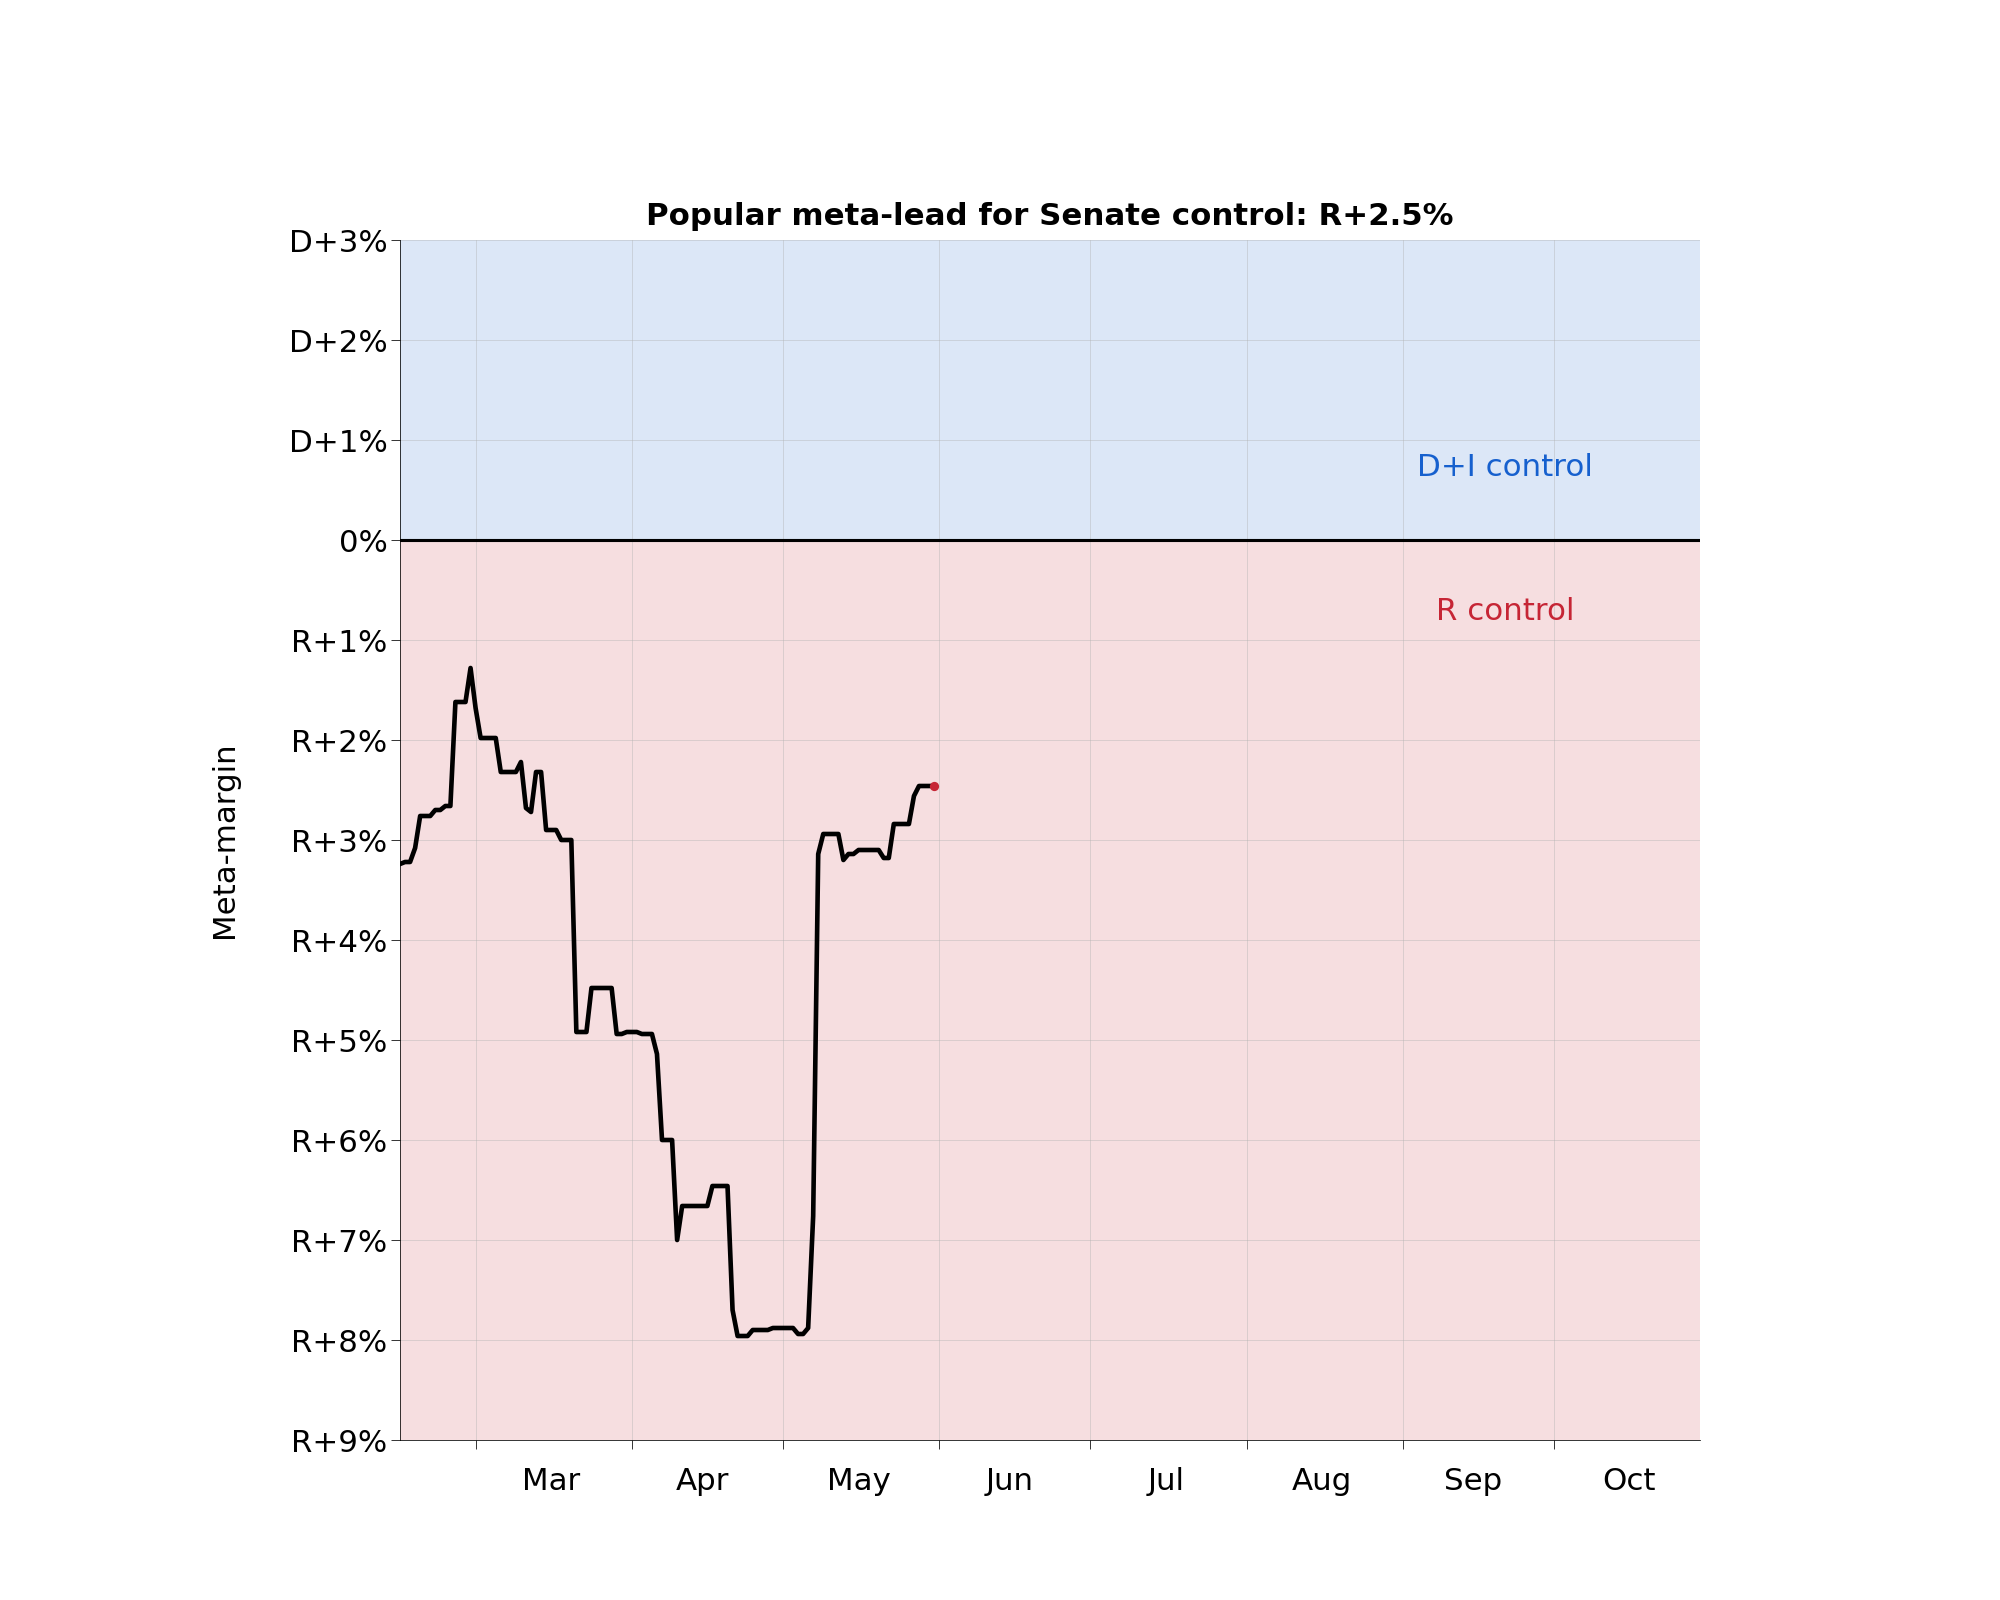 Popular meta-lead for Senate control: R+2.5%
D+3%
D+2%
D+1%
D+I control
0%
R control
R+1%
R+2%
Meta-margin
R+3%
R+4%
R+5%
R+6%
R+7%
R+8%
R+9%
Mar Apr May Jun Jul Aug Sep Oct